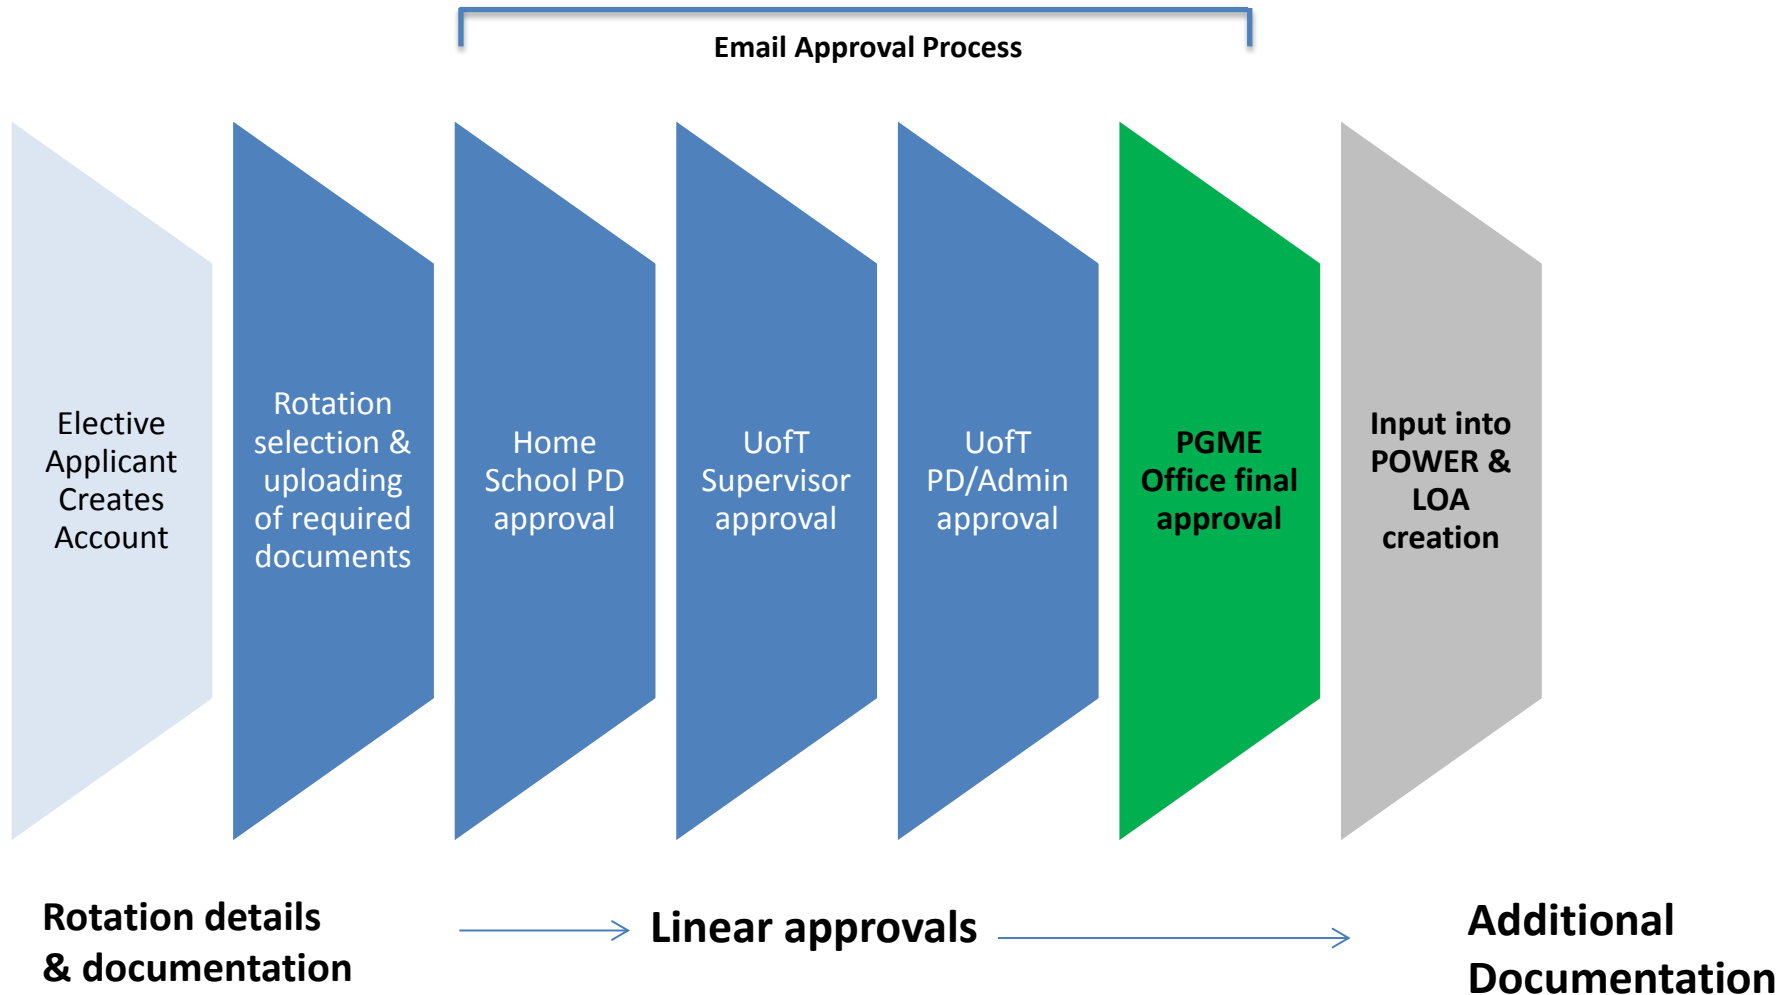 Email Approval Process
Elective
Applicant
Creates
Account
Rotation
selection &
uploading
of required
documents
Home
School PD
approval
UofT
Supervisor
approval
UofT
PD/Admin
approval
PGME
Office final
approval
Input into
POWER &
LOA
creation
Rotation details
& documentation
Linear approvals
Additional
Documentation